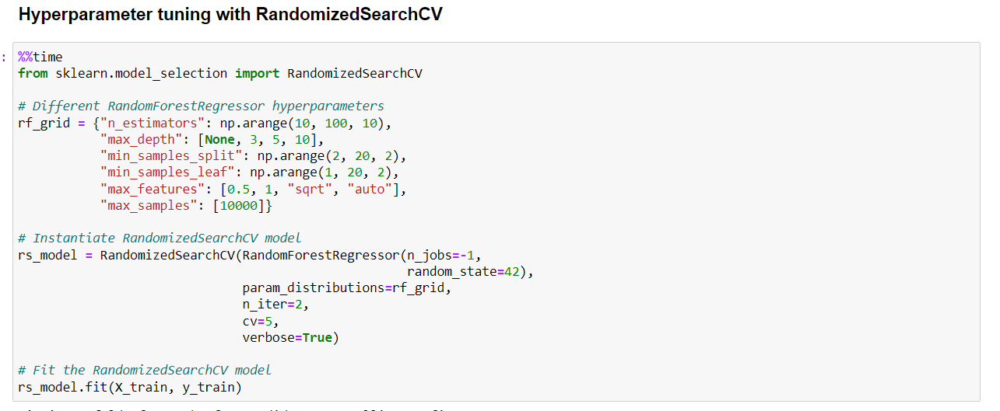 Hyperparameter tuning with RandomizedSearchCV
:
%%time
from sklearn.model_selection import RandomizedSearchCV
# Different RandomForestRegressor hyperparameters
rf_grid = {"n_estimators": np.arange(10, 100, 10),
"max_depth": [None, 3, 5, 10],
"min_samples_split": np.arange(2, 20, 2),
"min_samples_leaf": np.arange(1, 20, 2),
"max_features": [0.5, 1, "sqrt", "auto"],
"max_samples": [10000]}
# Instantiate RandomizedSearchCV model
rs_model = RandomizedSearchCV(RandomForestRegressor(n_jobs=-1,
random_state=42),
param_distributions=rf_grid,
n_iter=2,
cv=5,
verbose=True)
# Fit the RandomizedSearchCV model
rs_model.fit(X_train, y_train)